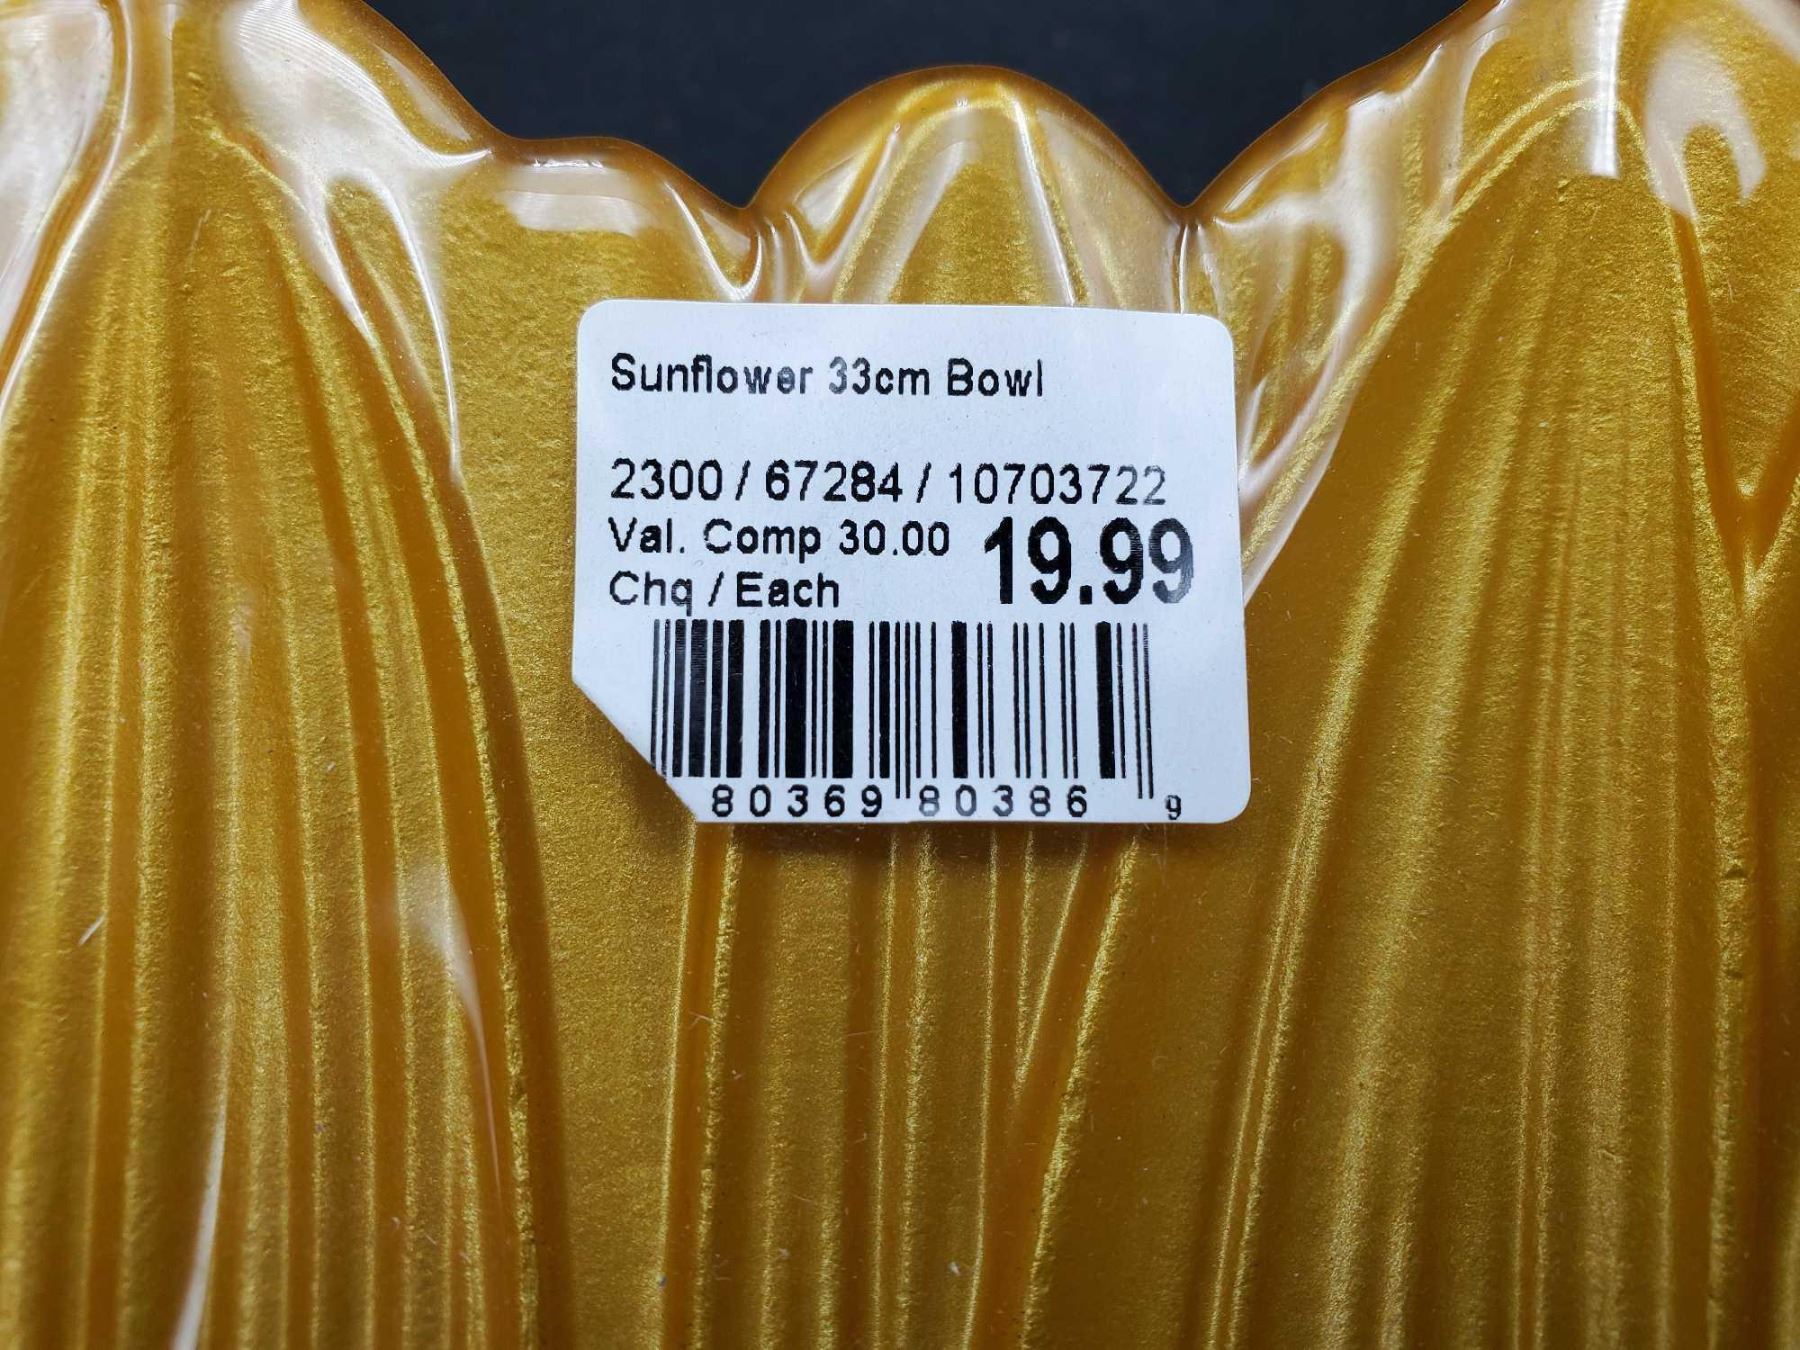 Sunflower 33cm Bowl
2300 / 67284 / 10703722
Val. Comp 30.00 19.99
Chq / Each
80369 80386 9